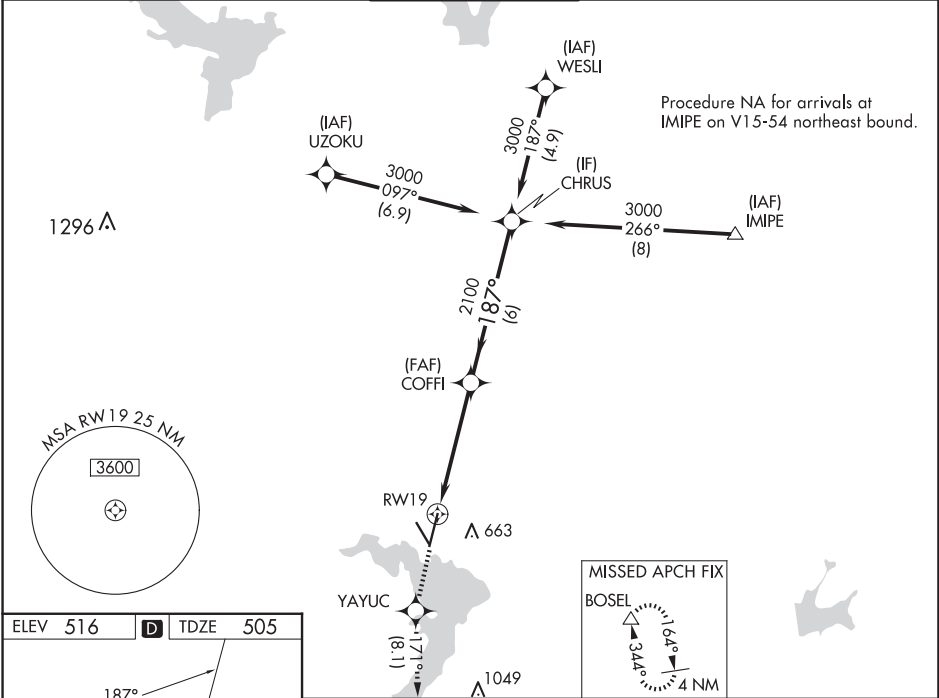 (IAF)
WESLI
Procedure NA for arrivals at
IMIPE on V15-54 northeast bound.
(IAF)
UZOKU
3000
187°
(4.9)
3000
097°
(6.9)
(IF)
CHRUS
(IAF)
IMIPE
3000
266°
(8)
1296
2100
187°
(6)
(FAF)
COFFI
MSA RW19 25 NM
3600
RW19
663
MISSED APCH FIX
BOSEL
164°
344°
4 NM
YAYUC
171°
(8.1)
1049
ELEV 516 D TDZE 505
187°